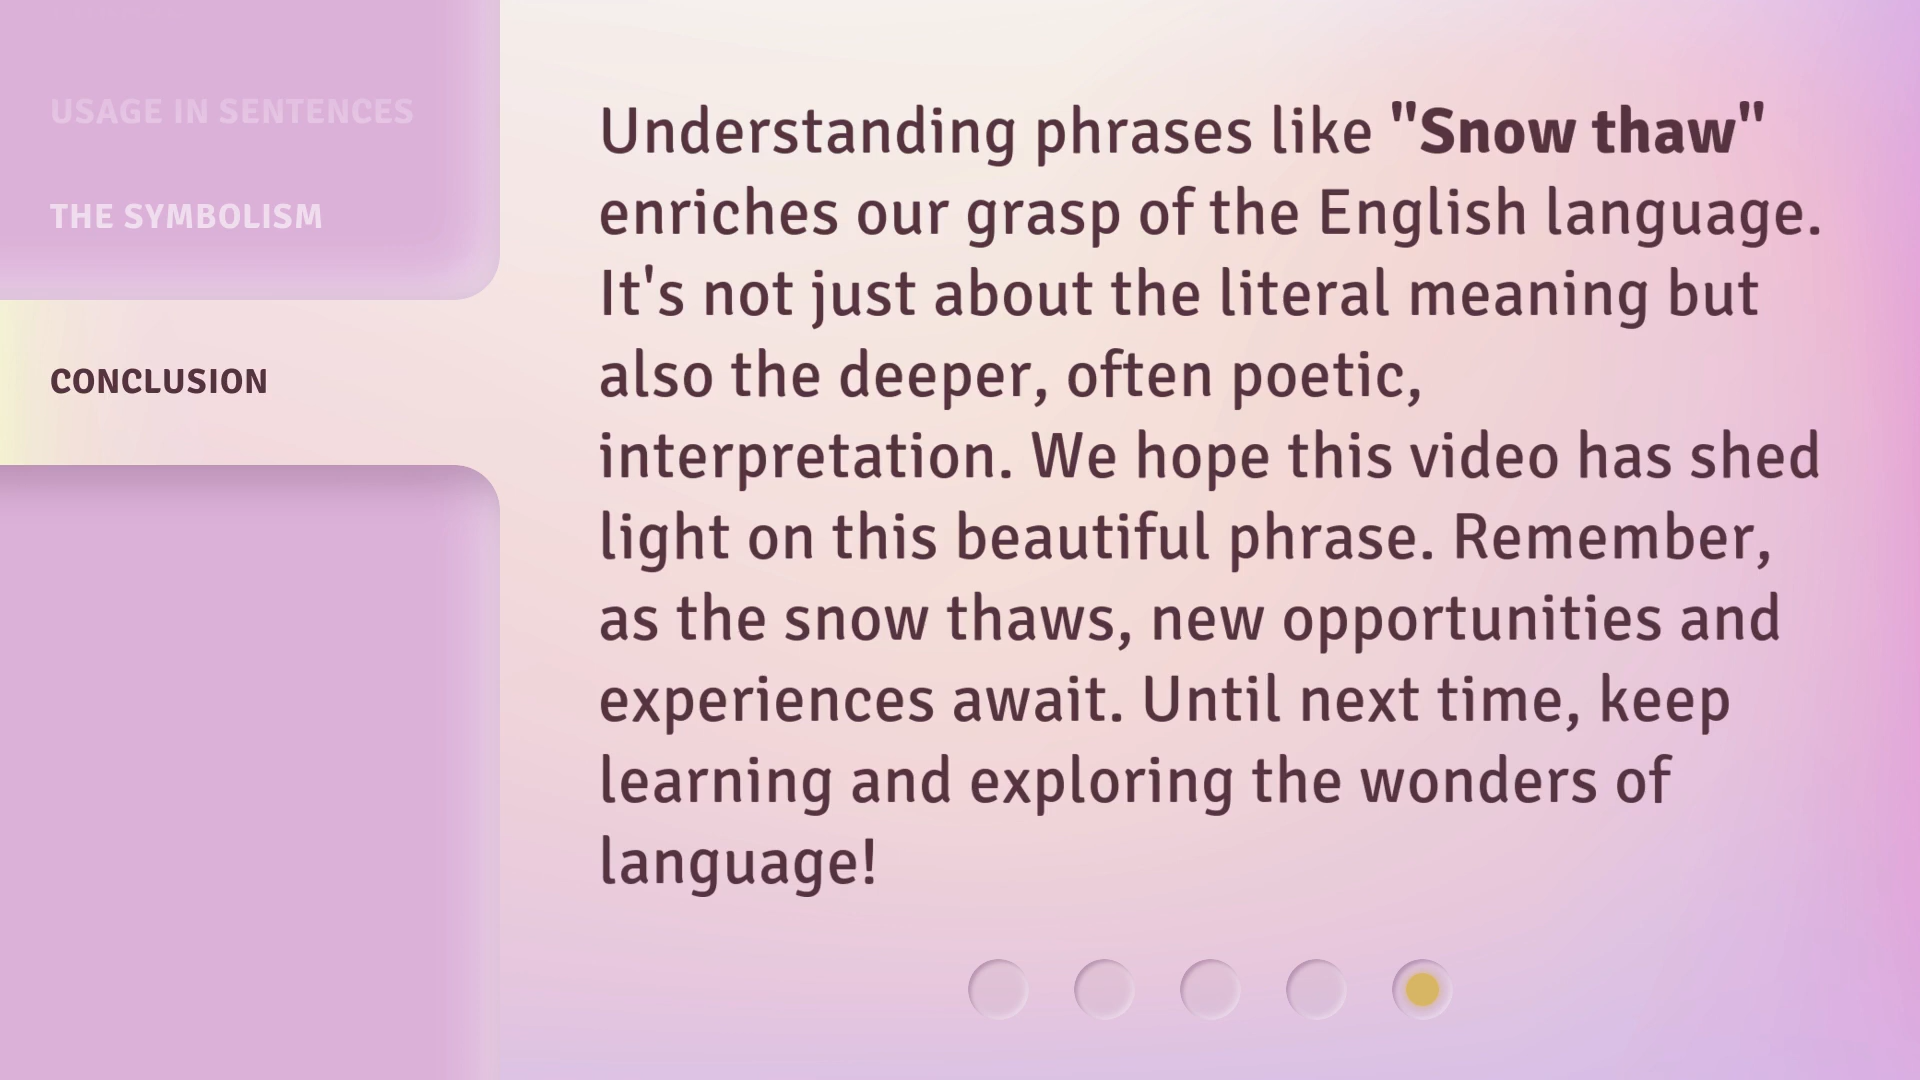 USAGE IN SENTENCES
THE SYMBOLISM
CONCLUSION
Understanding phrases like "Snow thaw"
enriches our grasp of the English language.
It's not just about the literal meaning but
also the deeper, often poetic,
interpretation. We hope this video has shed
light on this beautiful phrase. Remember,
as the snow thaws, new opportunities and
experiences await. Until next time, keep
learning and exploring the wonders of
language!